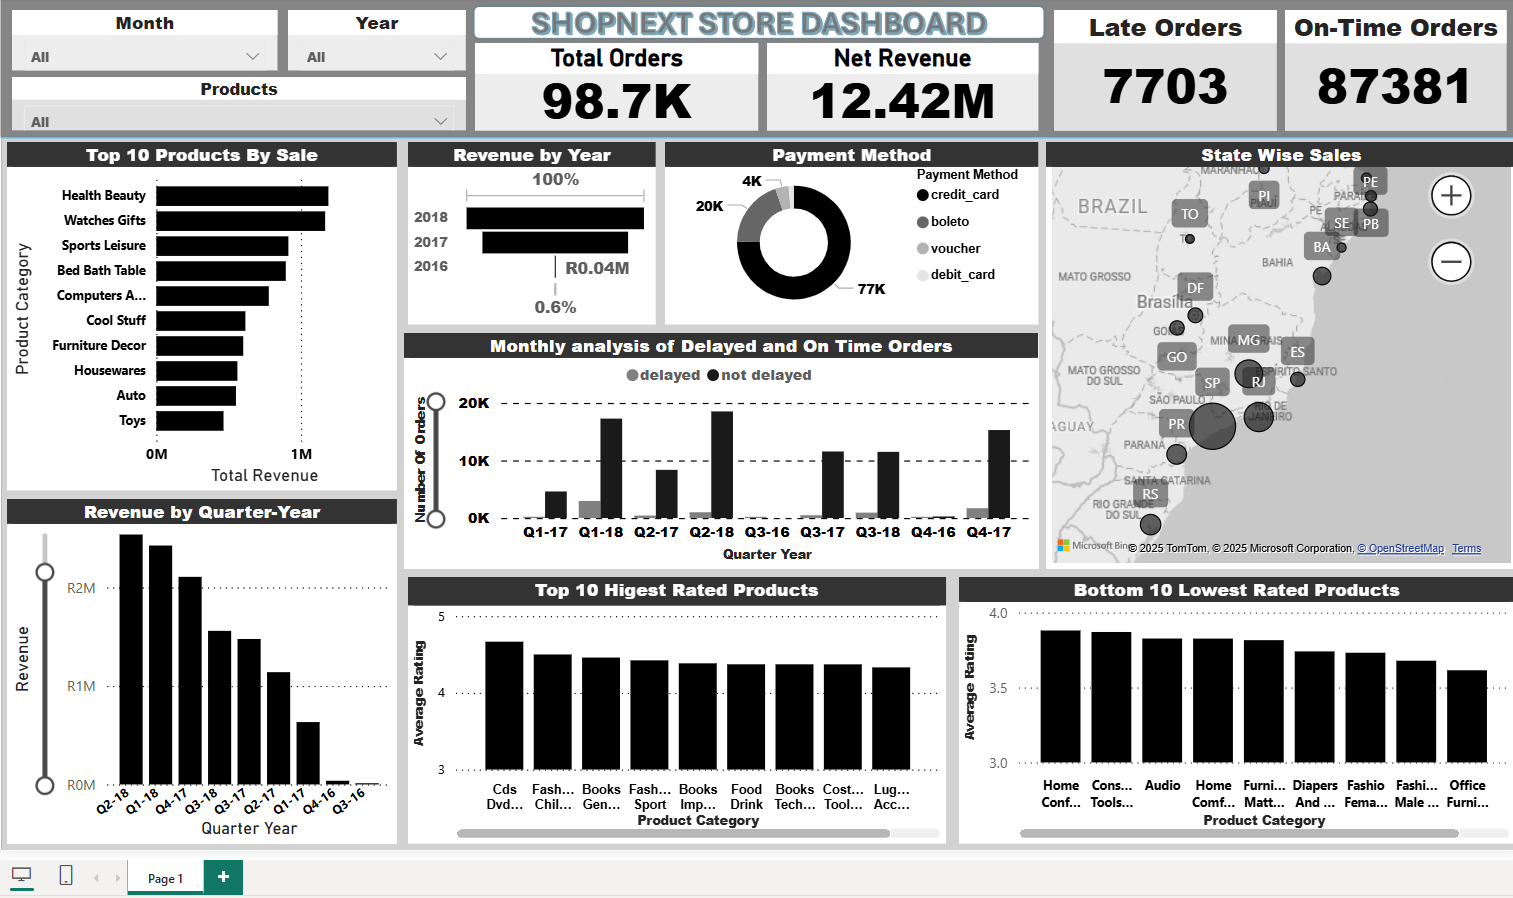 Month
All
Year
All
Products
All
SHOPNEXT STORE DASHBOARD
Total Orders
98.7K
Net Revenue
12.42M
Late Orders
7703
On-Time Orders
87381
Top 10 Products By Sale
Product Category
Health Beauty
Watches Gifts
Sports Leisure
Bed Bath Table
Computers A...
Cool Stuff
Furniture Decor
Housewares
Auto
Toys
0M 1M
Total Revenue
Revenue by Year
100%
2018
2017
2016
R0.04M
0.6%
Payment Method
4K
20K
77K
Payment Method
credit_card
boleto
voucher
debit_card
State Wise Sales
MARANHÃO
PE
PI
PIAUÍ
BRAZIL
TO
PE
SE
PB
BA
BAHIA
MATO GROSSO
DF
Brasília
GO
MG
ES
ESPÍRITO SANTO
MATO GROSSO
DO SUL
SP
RJ
SÃO PAULO
RIO DE
JANEIRO
PR
AGUAY
PARANÁ
SANTA CATARINA
RS
RIO GRANDE
DO SUL
Microsoft Bing
© 2025 TomTom, © 2025 Microsoft Corporation, © OpenStreetMap Terms
Monthly analysis of Delayed and On Time Orders
delayed not delayed
Number Of Orders
20K
10K
0K
Q1-17 Q1-18 Q2-17 Q2-18 Q3-16 Q3-17 Q3-18 Q4-16 Q4-17
Quarter Year
Revenue by Quarter-Year
Revenue
R2M
R1M
R0M
Q2-18 Q1-18 Q4-17 Q3-18 Q3-17 Q2-17 Q1-17 Q4-16 Q3-16
Quarter Year
Top 10 Higest Rated Products
Average Rating
5
4
3
Cds Fash... Books Fash... Books Food Books Cost... Lug...
Dvd... Chil... Gen... Sport Imp... Drink Tech... Tool... Acc...
Product Category
Bottom 10 Lowest Rated Products
Average Rating
4.0
3.5
3.0
Home Cons... Audio Home Furni... Diapers Fashio Fashi... Office
Conf... Tools... Comf... Matt... And ... Fema... Male ... Furni...
Product Category
Page 1